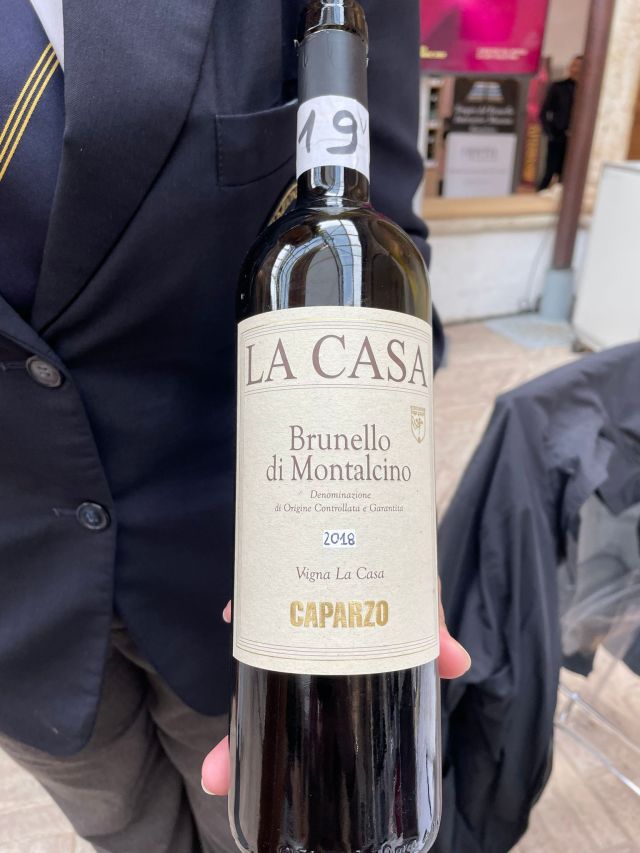 19
LA CASA
Brunello
di Montalcino
Denominazione
di Origine Controllata e Garantita
2018
Vigna La Casa
CAPARZO